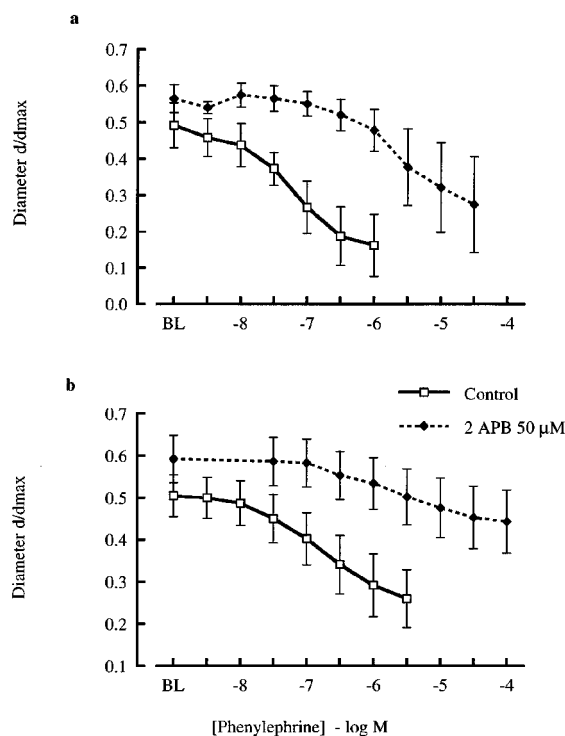 a
Diameter d/dmax
0.7
0.6
0.5
0.4
0.3
0.2
0.1
0.0
BL -8 -7 -6 -5 -4
b
Control
2 APB 50 µM
Diameter d/dmax
0.7
0.6
0.5
0.4
0.3
0.2
0.1
BL -8 -7 -6 -5 -4
[Phenylephrine] - log M